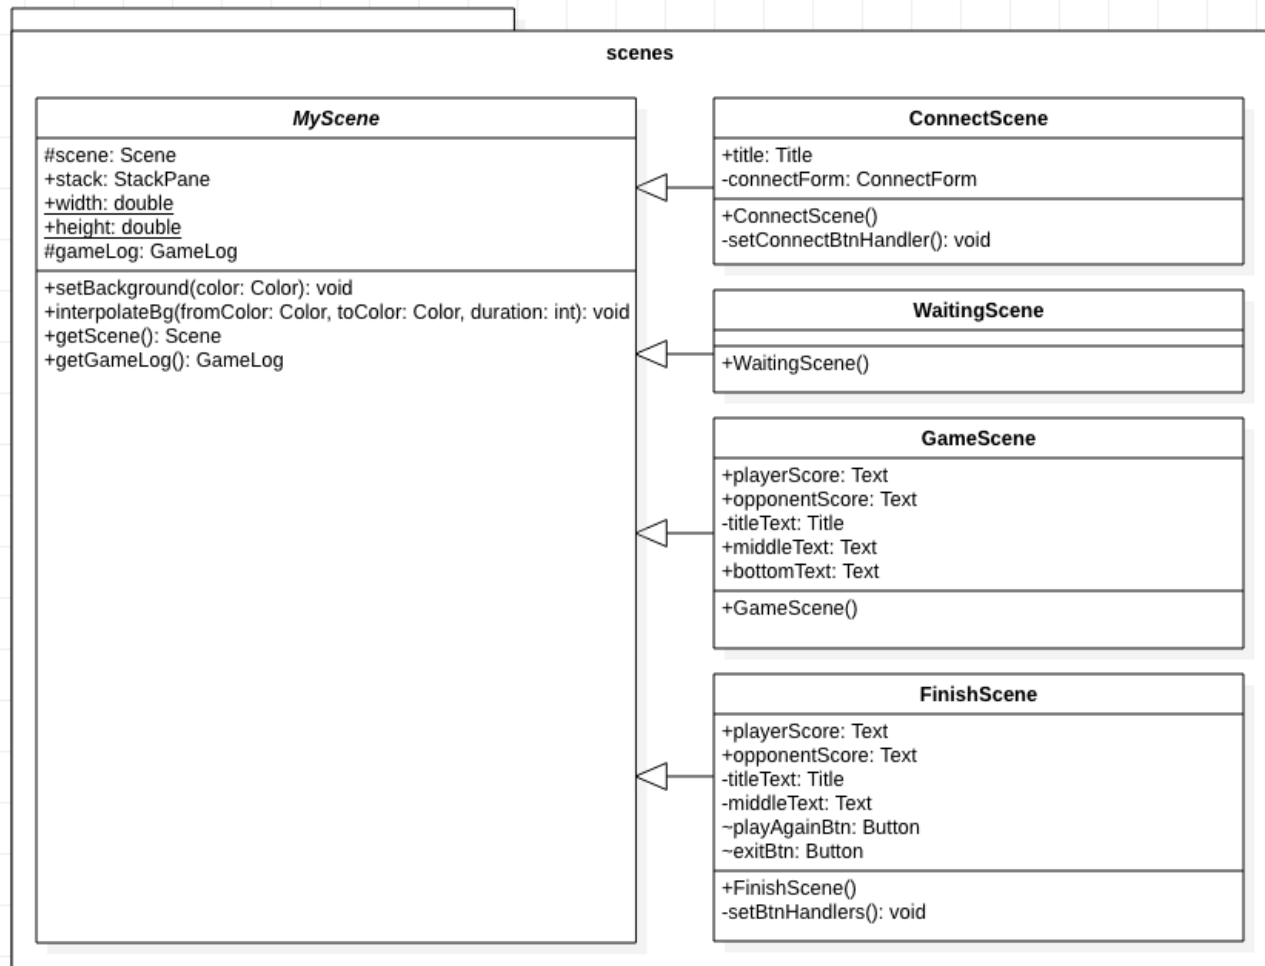 scenes
MyScene
#scene: Scene
+stack: StackPane
+width: double
+height: double
#gameLog: GameLog
+setBackground(color: Color): void
+interpolateBg(fromColor: Color, toColor: Color, duration: int): void
+getScene(): Scene
+getGameLog(): GameLog
ConnectScene
+title: Title
-connectForm: ConnectForm
+ConnectScene()
-setConnectBtnHandler(): void
WaitingScene
+WaitingScene()
GameScene
+playerScore: Text
+opponentScore: Text
-titleText: Title
+middleText: Text
+bottomText: Text
+GameScene()
FinishScene
+playerScore: Text
+opponentScore: Text
-titleText: Title
-middleText: Text
~playAgainBtn: Button
~exitBtn: Button
+FinishScene()
-setBtnHandlers(): void